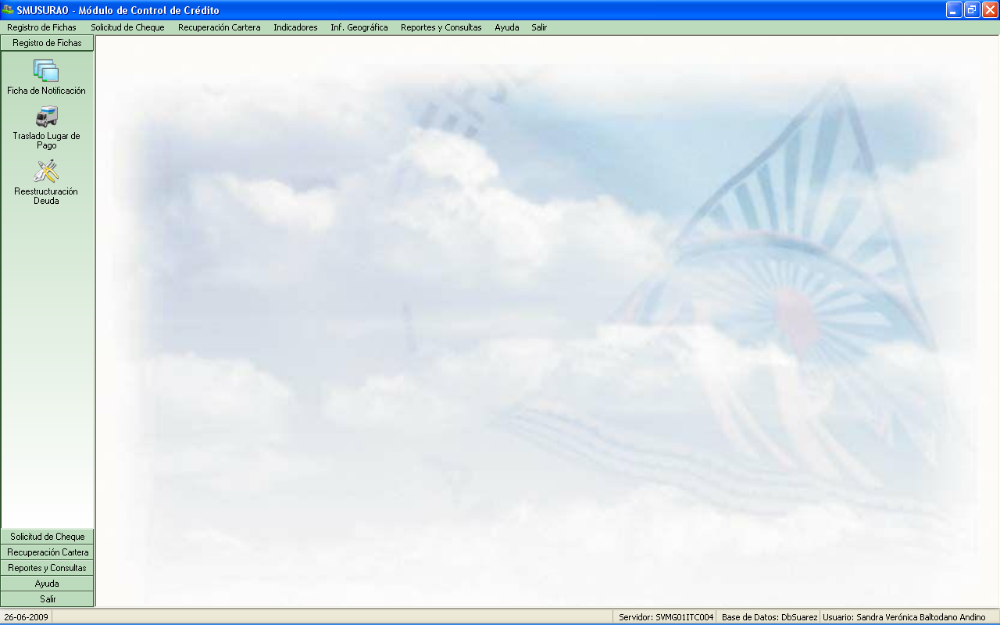 SMUSURA0 - Módulo de Control de Crédito
Registro de Fichas Solicitud de Cheque Recuperación Cartera Indicadores Inf. Geográfica Reportes y Consultas Ayuda Salir
Registro de Fichas
Ficha de Notificación
Traslado Lugar de
Pago
Reestructuración
Deuda
Solicitud de Cheque
Recuperación Cartera
Reportes y Consultas
Ayuda
Salir
26-06-2009 Servidor: SVMG01ITC004 Base de Datos: DbSuarez Usuario: Sandra Verónica Baltodano Andino